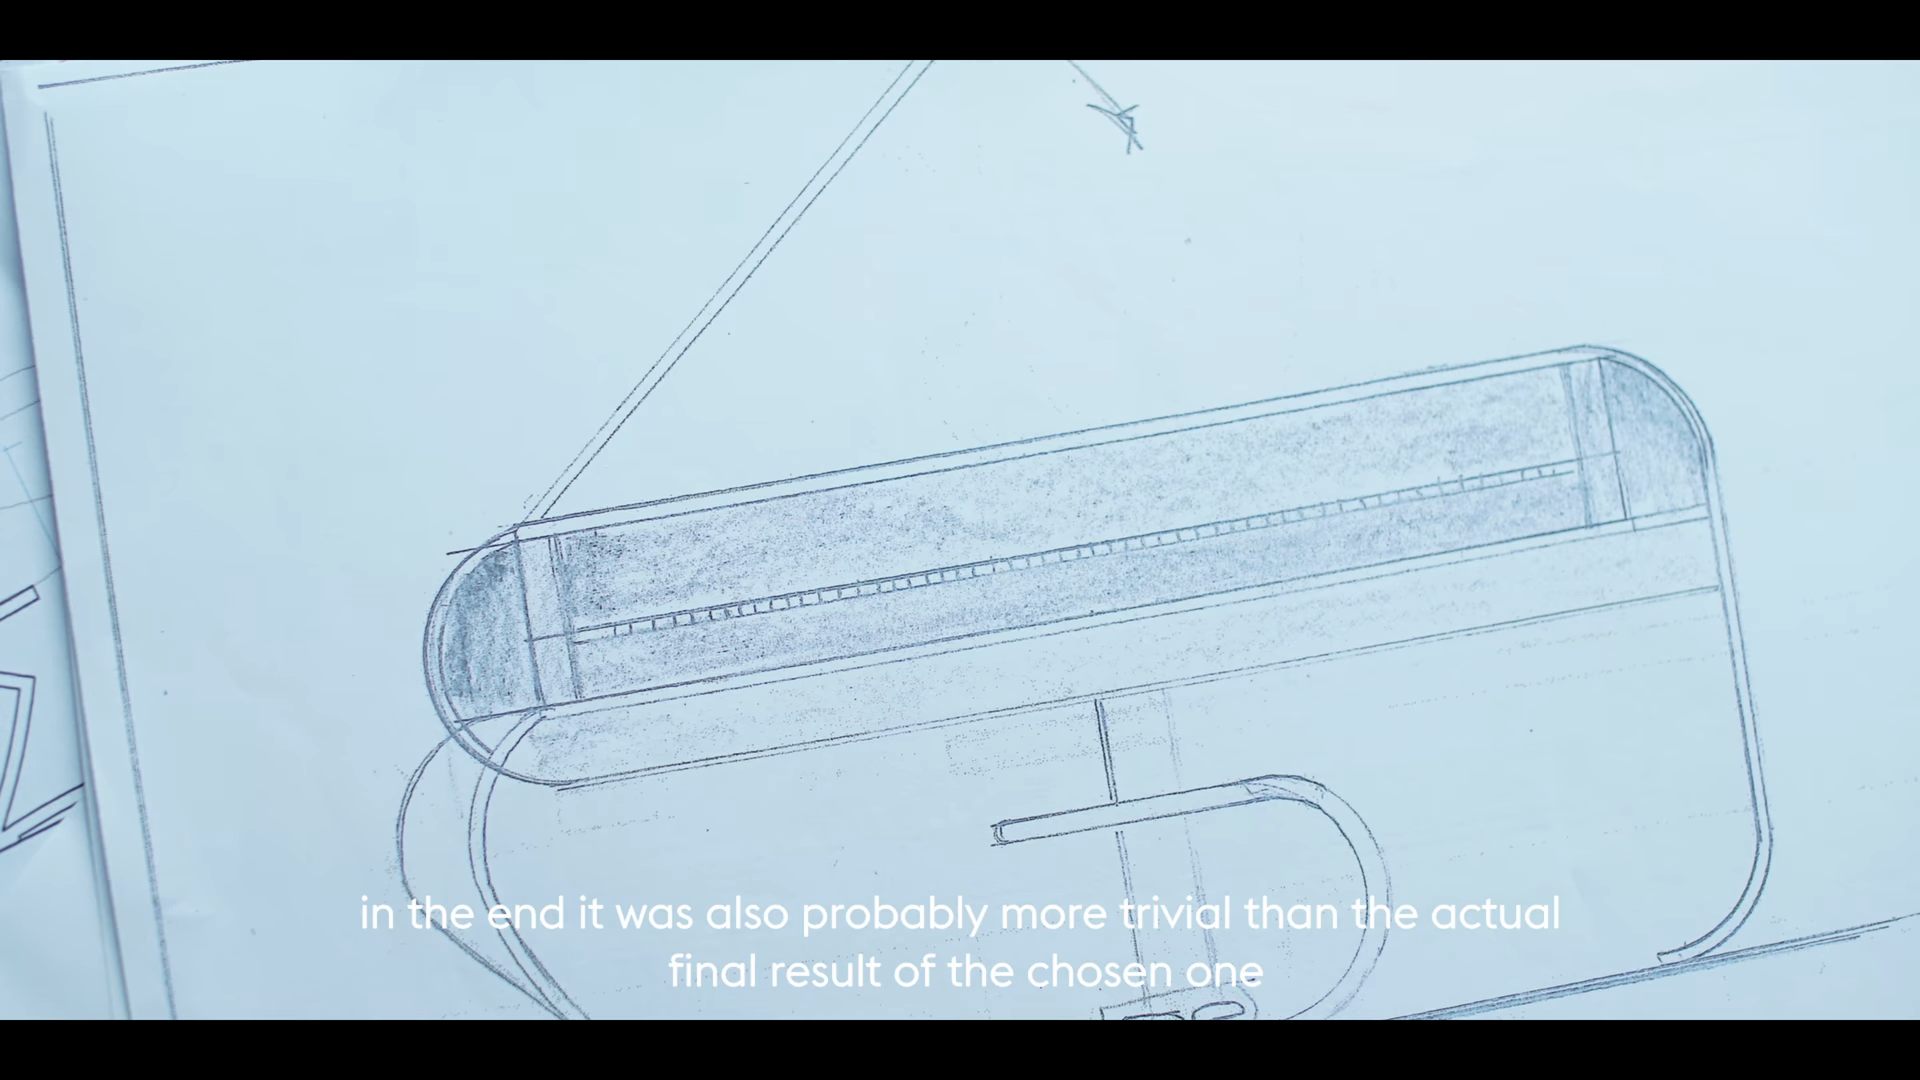 in the end it was also probably more trivial than the actual
final result of the chosen one